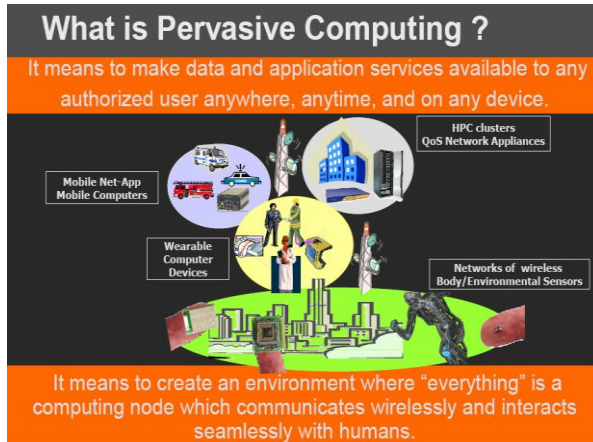 What is Pervasive Computing ?
It means to make data and application services available to any
authorized user anywhere, anytime, and on any device.
HPC clusters
QoS Network Appliances
Mobile Net-App
Mobile Computers
Wearable
Computer
Devices
Networks of wireless
Body/Environmental Sensors
It means to create an environment where “everything” is a
computing node which communicates wirelessly and interacts
seamlessly with humans.